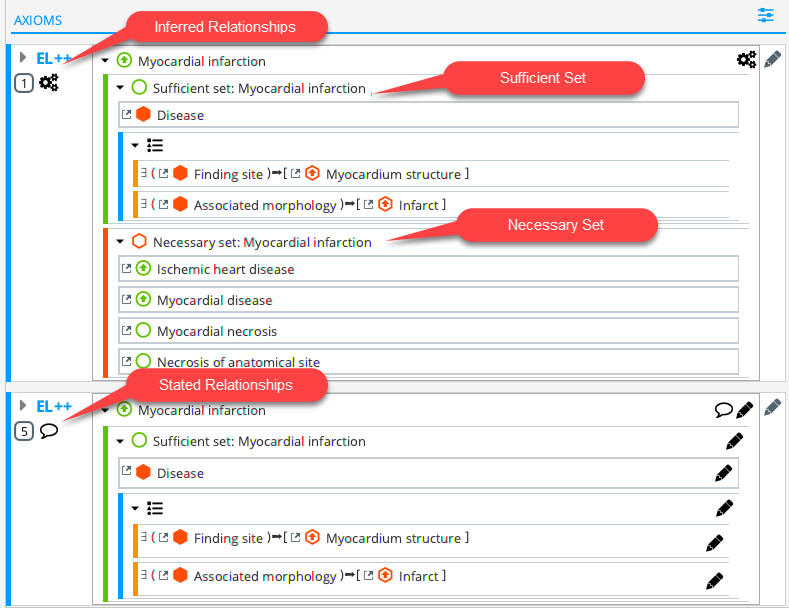 AXIOMS
Inferred Relationships
EL++
Myocardial infarction
1
Sufficient set: Myocardial infarction
Sufficient Set
Disease
∃ ( Finding site )➞[ Myocardium structure ]
∃ ( Associated morphology )➞[ Infarct ]
Necessary Set
Necessary set: Myocardial infarction
Ischemic heart disease
Myocardial disease
Myocardial necrosis
Necrosis of anatomical site
Stated Relationships
EL++
Myocardial infarction
5
Sufficient set: Myocardial infarction
Disease
∃ ( Finding site )➞[ Myocardium structure ]
∃ ( Associated morphology )➞[ Infarct ]